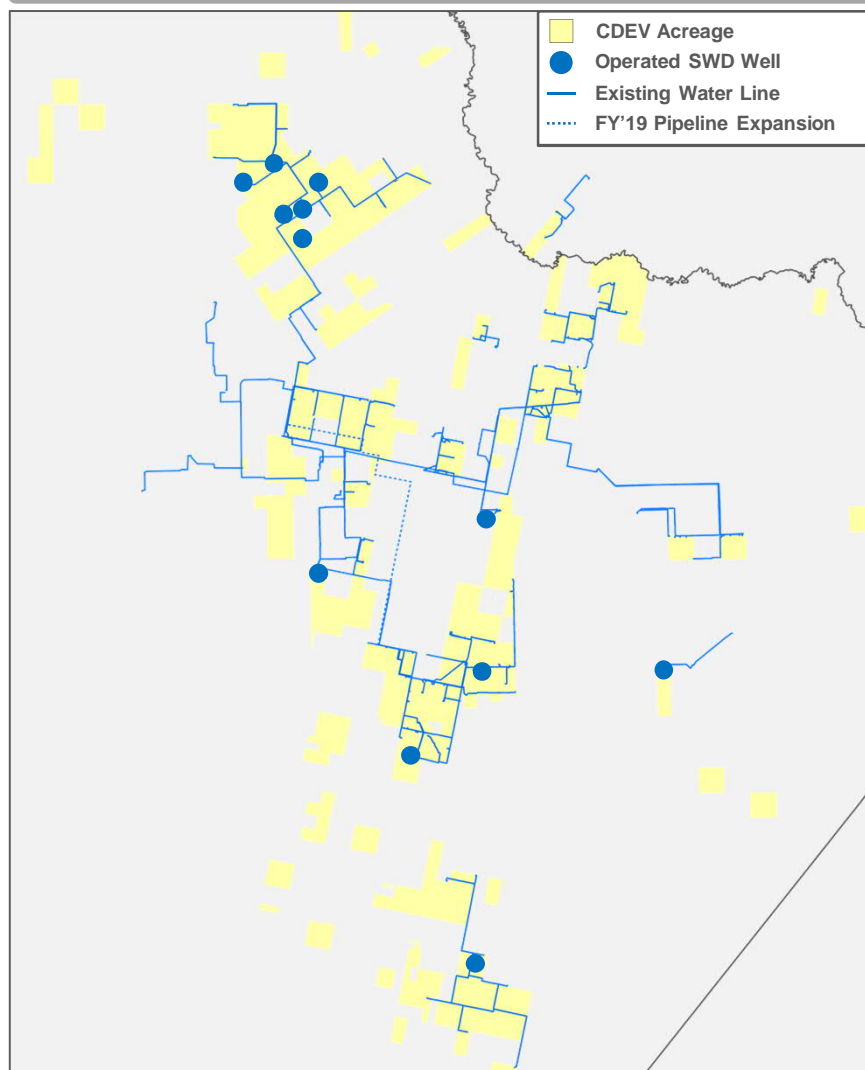 CDEV Acreage
Operated SWD Well
Existing Water Line
FY’19 Pipeline Expansion